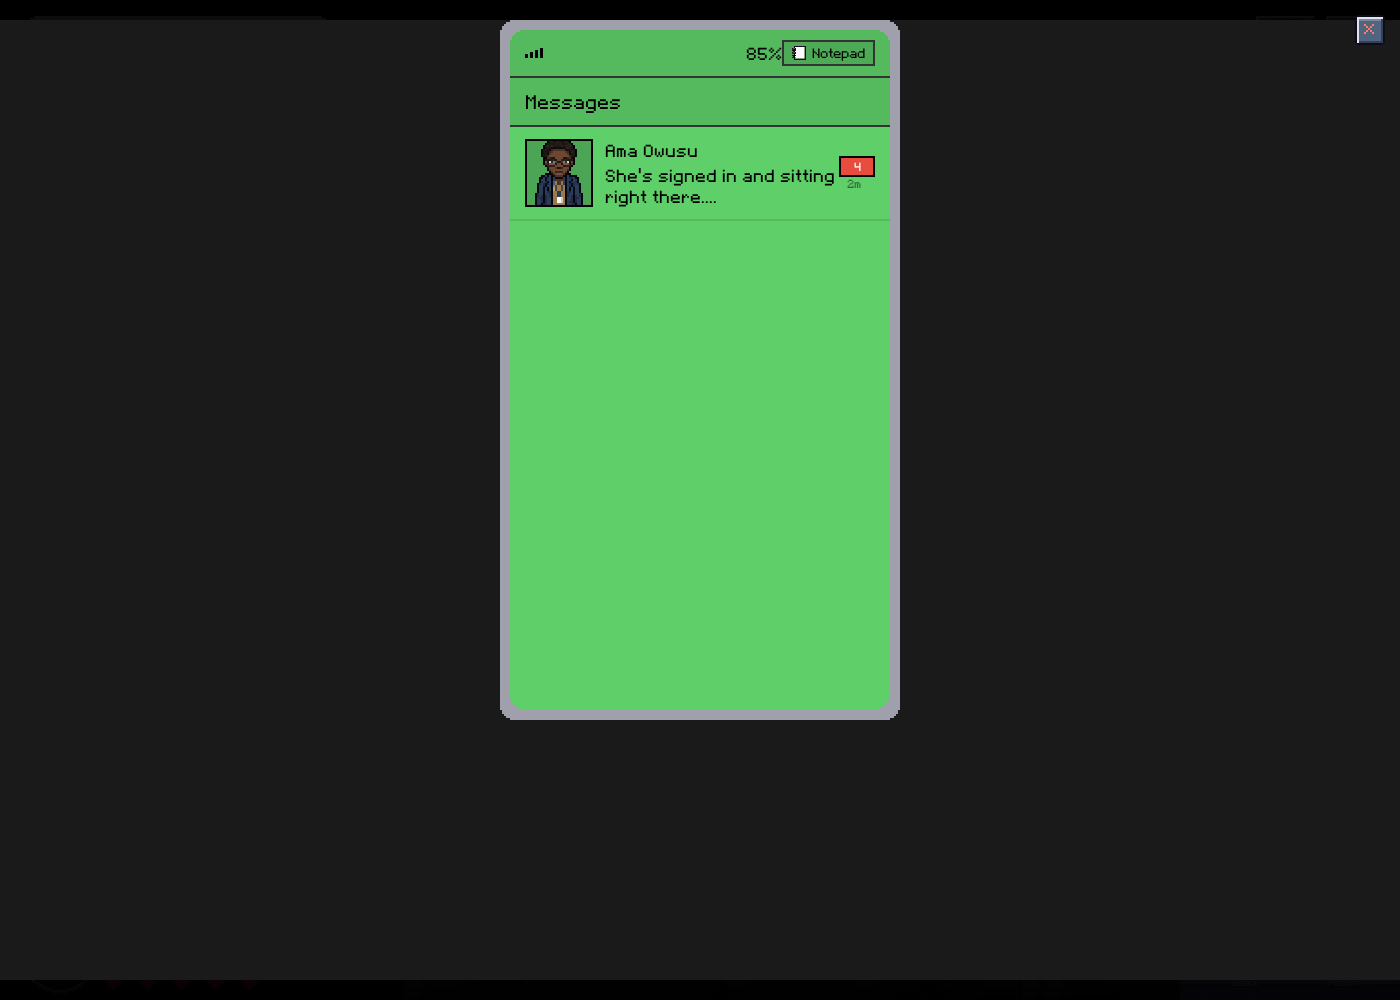 85%
Notepad
Messages
Ama Owusu
She's signed in and sitting
right there....
4
2m